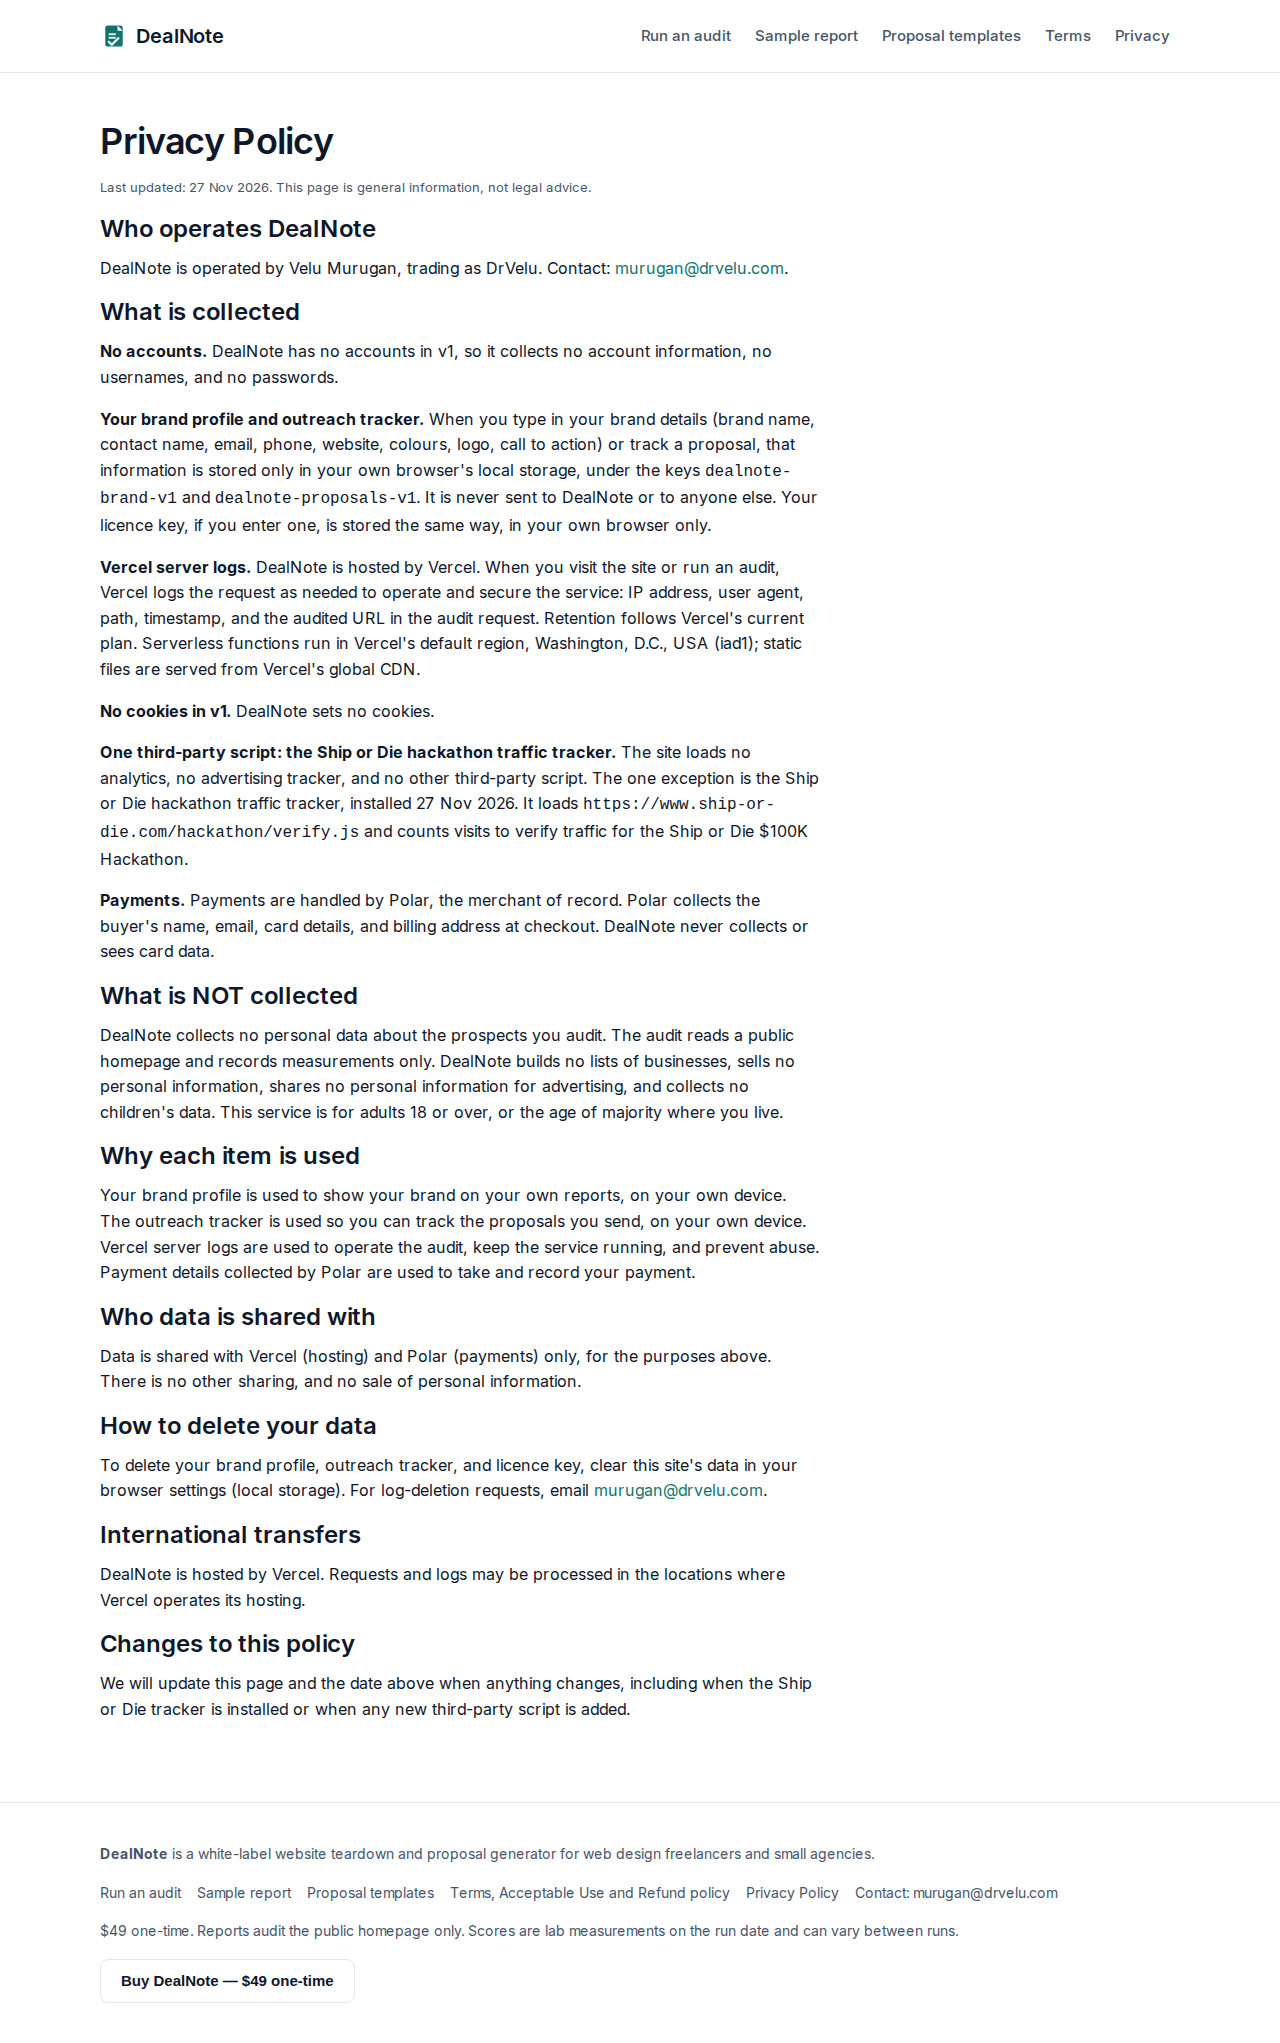 DealNote
Run an audit Sample report Proposal templates Terms Privacy
Privacy Policy
Last updated: 27 Nov 2026. This page is general information, not legal advice.
Who operates DealNote
DealNote is operated by Velu Murugan, trading as DrVelu. Contact: murugan@drvelu.com.
What is collected
No accounts. DealNote has no accounts in v1, so it collects no account information, no
usernames, and no passwords.
Your brand profile and outreach tracker. When you type in your brand details (brand name,
contact name, email, phone, website, colours, logo, call to action) or track a proposal, that
information is stored only in your own browser's local storage, under the keys dealnote-
brand-v1 and dealnote-proposals-v1. It is never sent to DealNote or to anyone else. Your
licence key, if you enter one, is stored the same way, in your own browser only.
Vercel server logs. DealNote is hosted by Vercel. When you visit the site or run an audit,
Vercel logs the request as needed to operate and secure the service: IP address, user agent,
path, timestamp, and the audited URL in the audit request. Retention follows Vercel's current
plan. Serverless functions run in Vercel's default region, Washington, D.C., USA (iad1); static
files are served from Vercel's global CDN.
No cookies in v1. DealNote sets no cookies.
One third-party script: the Ship or Die hackathon traffic tracker. The site loads no
analytics, no advertising tracker, and no other third-party script. The one exception is the Ship
or Die hackathon traffic tracker, installed 27 Nov 2026. It loads https://www.ship-or-
die.com/hackathon/verify.js and counts visits to verify traffic for the Ship or Die $100K
Hackathon.
Payments. Payments are handled by Polar, the merchant of record. Polar collects the
buyer's name, email, card details, and billing address at checkout. DealNote never collects or
sees card data.
What is NOT collected
DealNote collects no personal data about the prospects you audit. The audit reads a public
homepage and records measurements only. DealNote builds no lists of businesses, sells no
personal information, shares no personal information for advertising, and collects no
children's data. This service is for adults 18 or over, or the age of majority where you live.
Why each item is used
Your brand profile is used to show your brand on your own reports, on your own device.
The outreach tracker is used so you can track the proposals you send, on your own device.
Vercel server logs are used to operate the audit, keep the service running, and prevent abuse.
Payment details collected by Polar are used to take and record your payment.
Who data is shared with
Data is shared with Vercel (hosting) and Polar (payments) only, for the purposes above.
There is no other sharing, and no sale of personal information.
How to delete your data
To delete your brand profile, outreach tracker, and licence key, clear this site's data in your
browser settings (local storage). For log-deletion requests, email murugan@drvelu.com.
International transfers
DealNote is hosted by Vercel. Requests and logs may be processed in the locations where
Vercel operates its hosting.
Changes to this policy
We will update this page and the date above when anything changes, including when the Ship
or Die tracker is installed or when any new third-party script is added.
DealNote is a white-label website teardown and proposal generator for web design freelancers and small agencies.
Run an audit Sample report Proposal templates Terms, Acceptable Use and Refund policy Privacy Policy Contact: murugan@drvelu.com
$49 one-time. Reports audit the public homepage only. Scores are lab measurements on the run date and can vary between runs.
Buy DealNote — $49 one-time